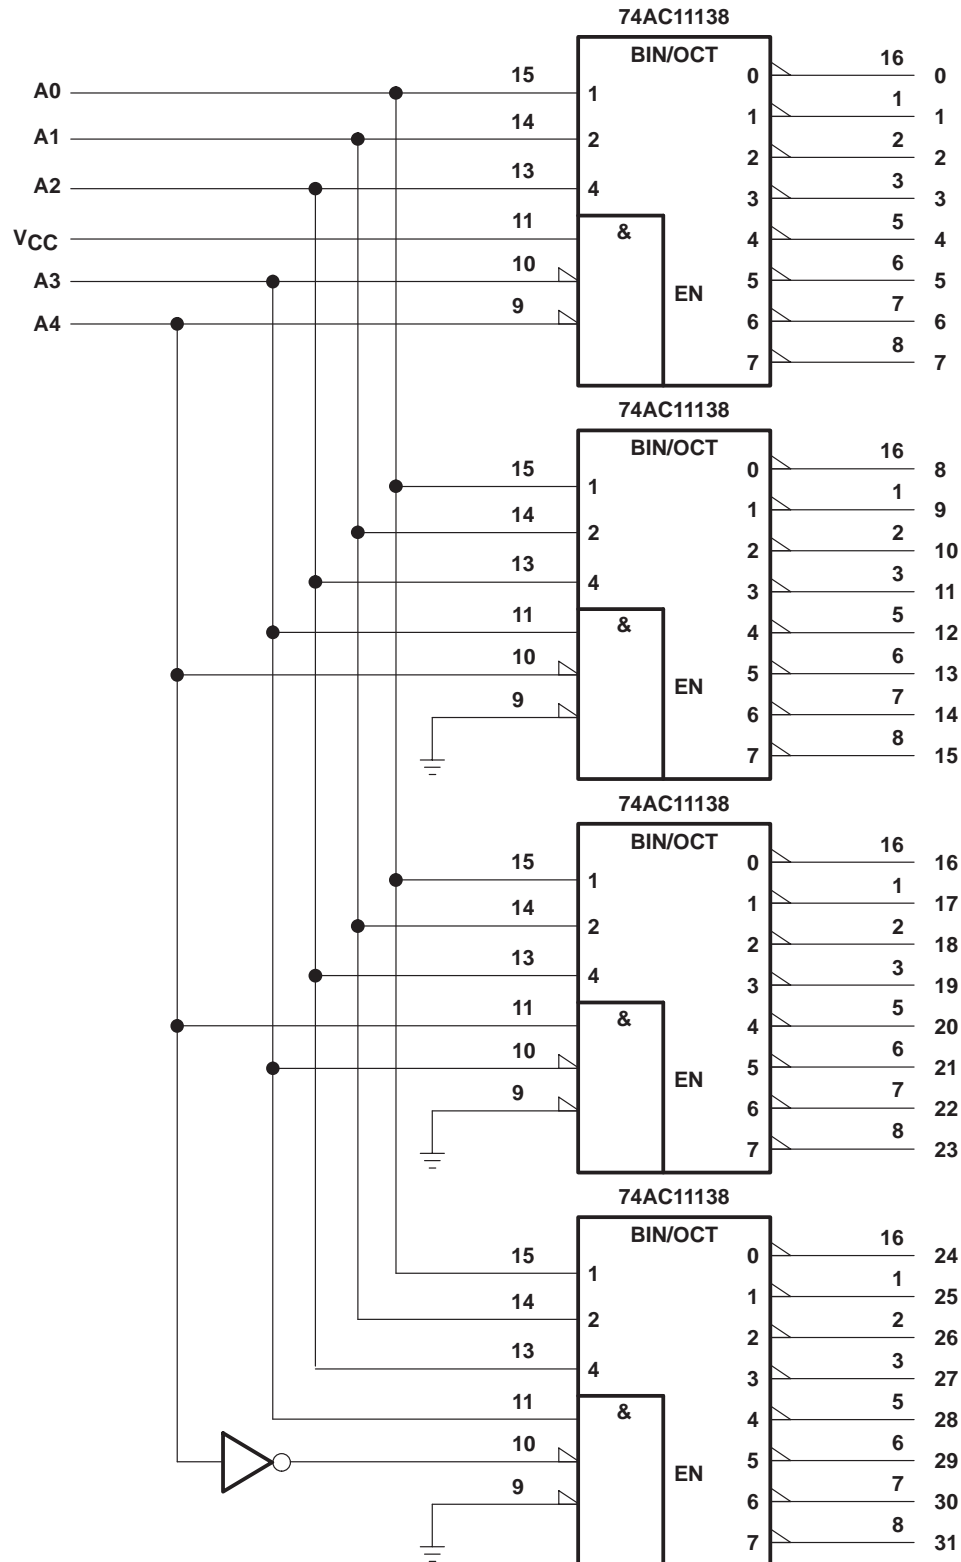 74AC11138
BIN/OCT
A0 15 1 0 16 0
A1 14 2 1 1 1
A2 13 4 2 2 2
3 3 3
VCC 11 & 4 5 4
A3 10 5 6 5
EN
A4 9 6 7 6
7 8 7
74AC11138
BIN/OCT
15 1 0 16 8
14 2 1 1 9
13 4 2 2 10
3 3 11
11 & 4 5 12
10 5 6 13
EN
9 6 7 14
7 8 15
74AC11138
BIN/OCT
15 1 0 16 16
14 2 1 1 17
13 4 2 2 18
3 3 19
11 & 4 5 20
10 5 6 21
EN
9 6 7 22
7 8 23
74AC11138
BIN/OCT
15 1 0 16 24
14 2 1 1 25
13 4 2 2 26
3 3 27
11 & 4 5 28
10 5 6 29
EN
9 6 7 30
7 8 31